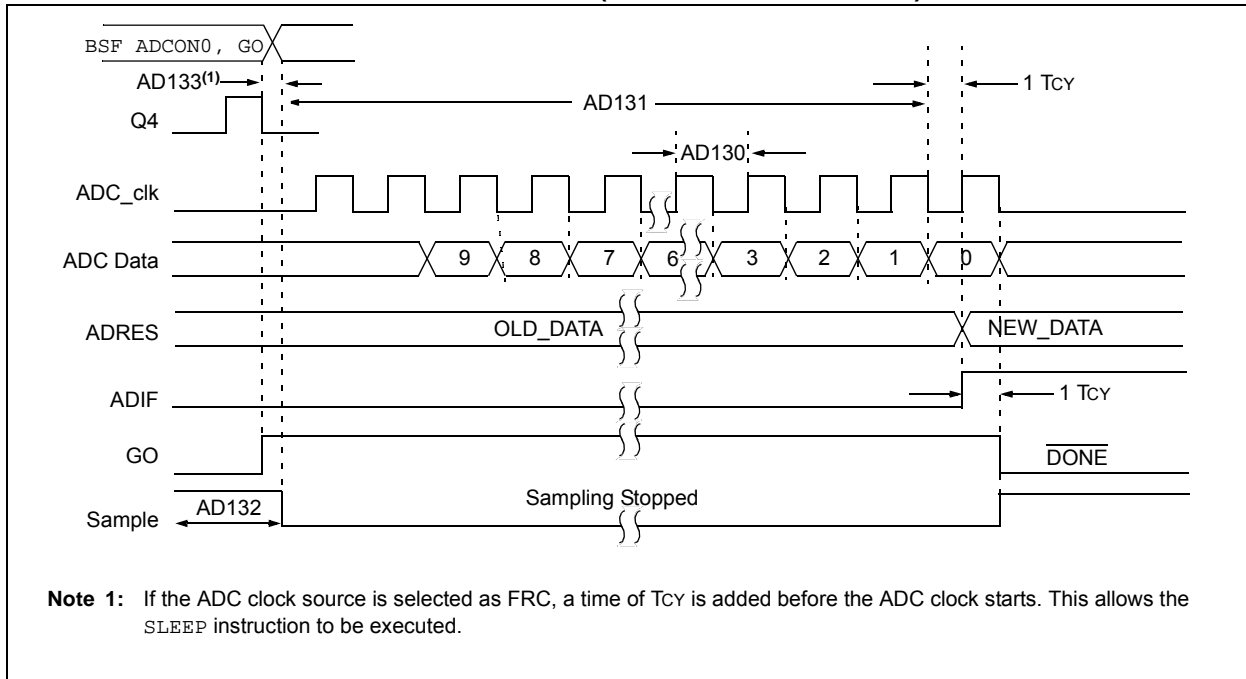 BSF ADCON0, GO
AD133(1)
1 TCY
AD131
Q4
AD130
ADC_clk
ADC Data 9 8 7 6 3 2 1 0
ADRES OLD_DATA NEW_DATA
ADIF 1 TCY
GO DONE
Sampling Stopped
AD132
Sample
Note 1: If the ADC clock source is selected as FRC, a time of TCY is added before the ADC clock starts. This allows the
SLEEP instruction to be executed.